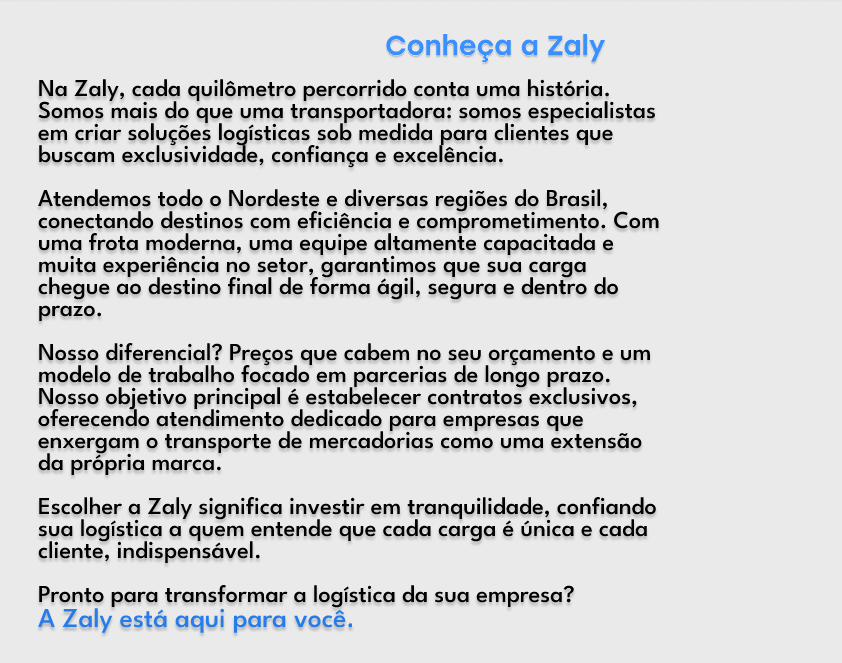 Conheça a Zaly
Na Zaly, cada quilômetro percorrido conta uma história.
Somos mais do que uma transportadora: somos especialistas
em criar soluções logísticas sob medida para clientes que
buscam exclusividade, confiança e excelência.
Atendemos todo o Nordeste e diversas regiões do Brasil,
conectando destinos com eficiência e comprometimento. Com
uma frota moderna, uma equipe altamente capacitada e
muita experiência no setor, garantimos que sua carga
chegue ao destino final de forma ágil, segura e dentro do
prazo.
Nosso diferencial? Preços que cabem no seu orçamento e um
modelo de trabalho focado em parcerias de longo prazo.
Nosso objetivo principal é estabelecer contratos exclusivos,
oferecendo atendimento dedicado para empresas que
enxergam o transporte de mercadorias como uma extensão
da própria marca.
Escolher a Zaly significa investir em tranquilidade, confiando
sua logística a quem entende que cada carga é única e cada
cliente, indispensável.
Pronto para transformar a logística da sua empresa?
A Zaly está aqui para você.